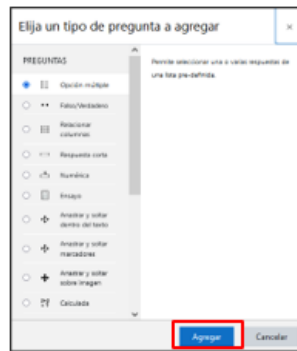 Elija un tipo de pregunta a agregar
×
PREGUNTAS
Opción múltiple
Falso/Verdadero
Relacionar
columnas
Respuesta corta
Numérica
Ensayo
Arrastrar y soltar
dentro del texto
Arrastrar y soltar
marcadores
Arrastrar y soltar
sobre imagen
Calculada
Permite seleccionar una o varias respuestas de
una lista pre-definida.
Agregar
Cancelar